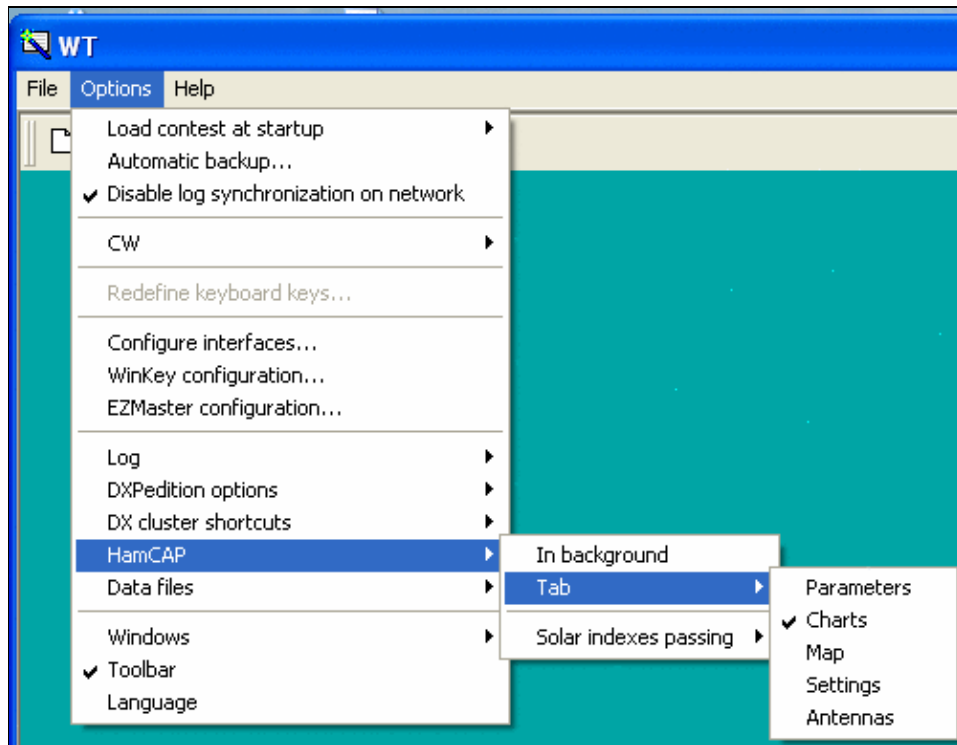 WT
File Options Help
Load contest at startup
Automatic backup...
Disable log synchronization on network
CW
Redefine keyboard keys...
Configure interfaces...
WinKey configuration...
EZMaster configuration...
Log
DXPedition options
DX cluster shortcuts
HamCAP
Data files
Windows
Toolbar
Language
In background
Tab
Solar indexes passing
Parameters
Charts
Map
Settings
Antennas